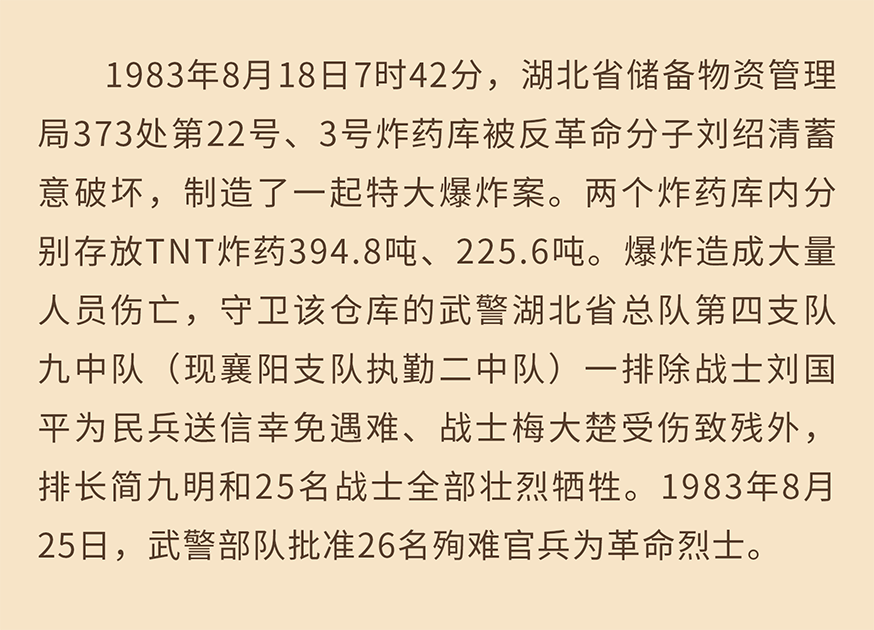 1983年8月18日7时42分，湖北省储备物资管理
局373处第22号、3号炸药库被反革命分子刘绍清蓄
意破坏，制造了一起特大爆炸案。两个炸药库内分
别存放TNT炸药394.8吨、225.6吨。爆炸造成大量
人员伤亡，守卫该仓库的武警湖北省总队第四支队
九中队（现襄阳支队执勤二中队）一排除战士刘国
平为民兵送信幸免遇难、战士梅大楚受伤致残外，
排长简九明和25名战士全部壮烈牺牲。1983年8月
25日，武警部队批准26名殉难官兵为革命烈士。